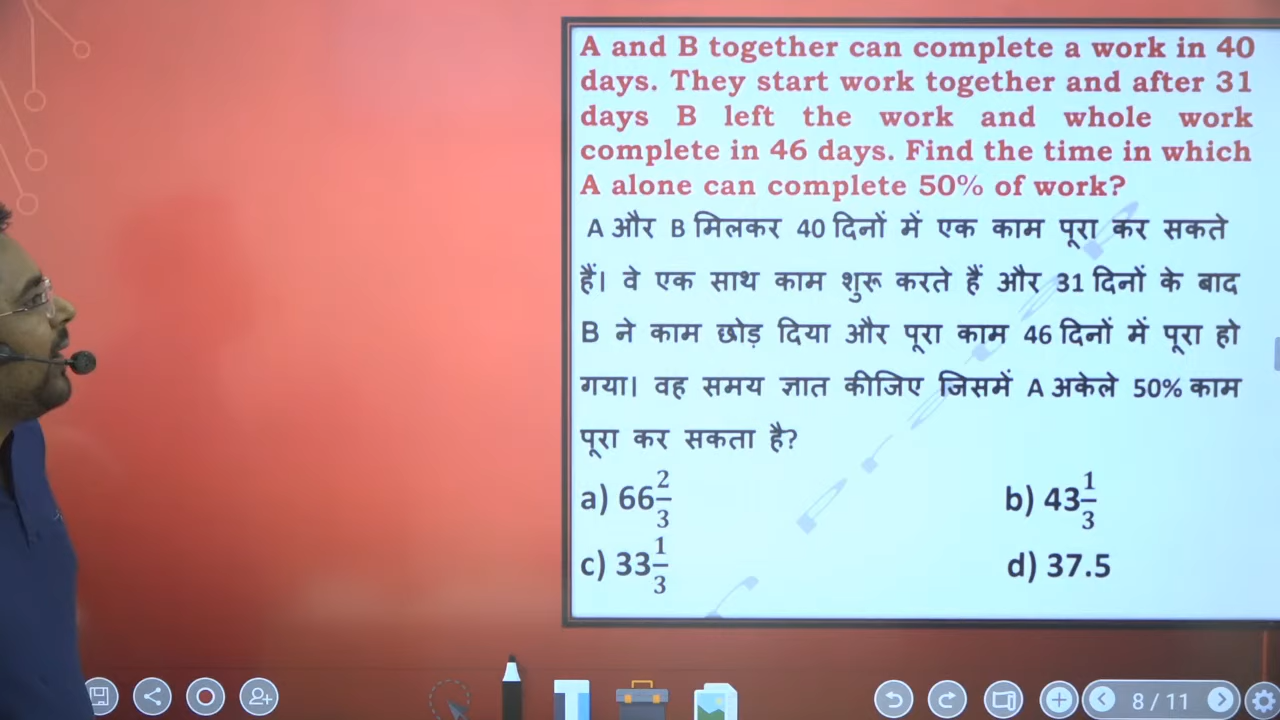 A and B together can complete a work in 40
days. They start work together and after 31
days B left the work and whole work
complete in 46 days. Find the time in which
A alone can complete 50% of work?
A और B मिलकर 40 दिनों में एक काम पूरा कर सकते
हैं। वे एक साथ काम शुरू करते हैं और 31 दिनों के बाद
B ने काम छोड़ दिया और पूरा काम 46 दिनों में पूरा हो
गया। वह समय ज्ञात कीजिए जिसमें A अकेले 50% काम
पूरा कर सकता है?
a) 66 2/3 b) 43 1/3
c) 33 1/3 d) 37.5
8 / 11